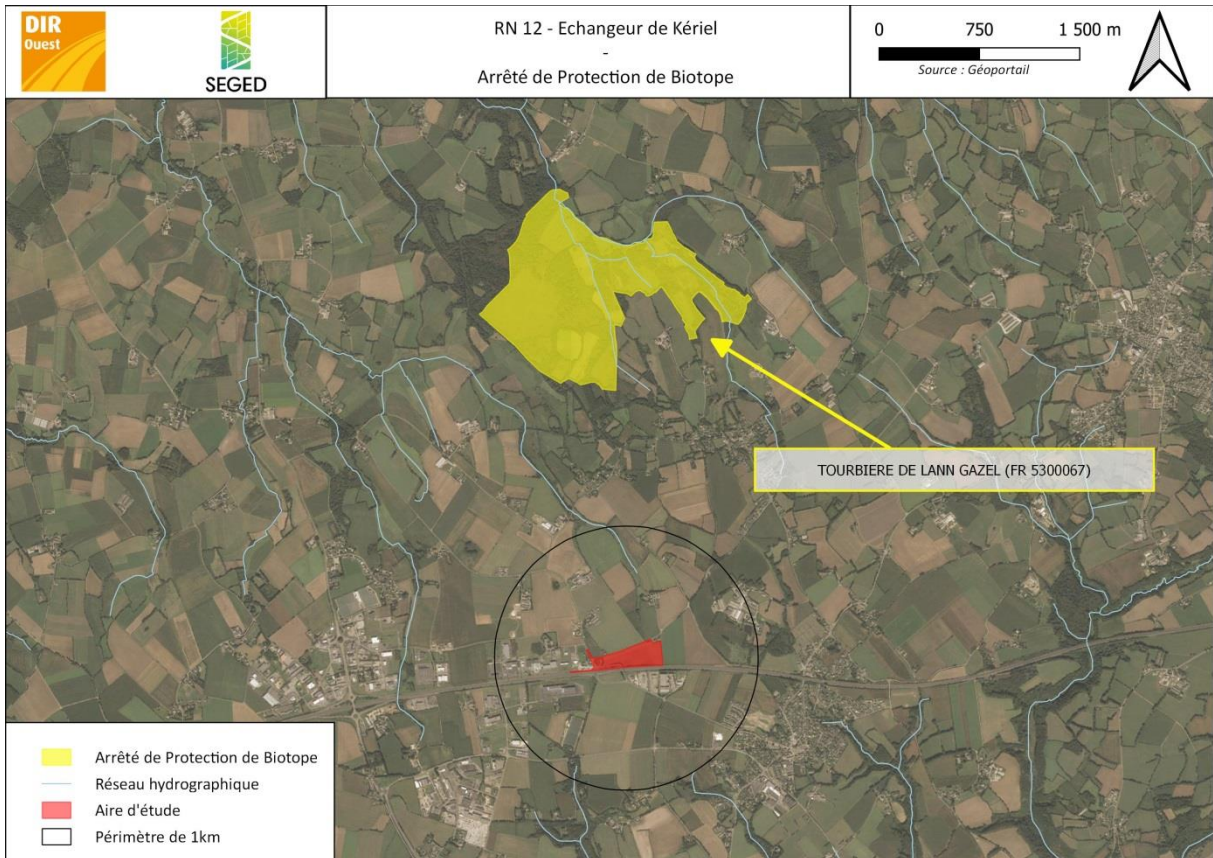 DIR
Ouest
SEGED
RN 12 - Echangeur de Kériel
-
Arrêté de Protection de Biotope
0 750 1 500 m
Source : Géoportail
TOURBIERE DE LANN GAZEL (FR 5300067)
Arrêté de Protection de Biotope
Réseau hydrographique
Aire d'étude
Périmètre de 1km